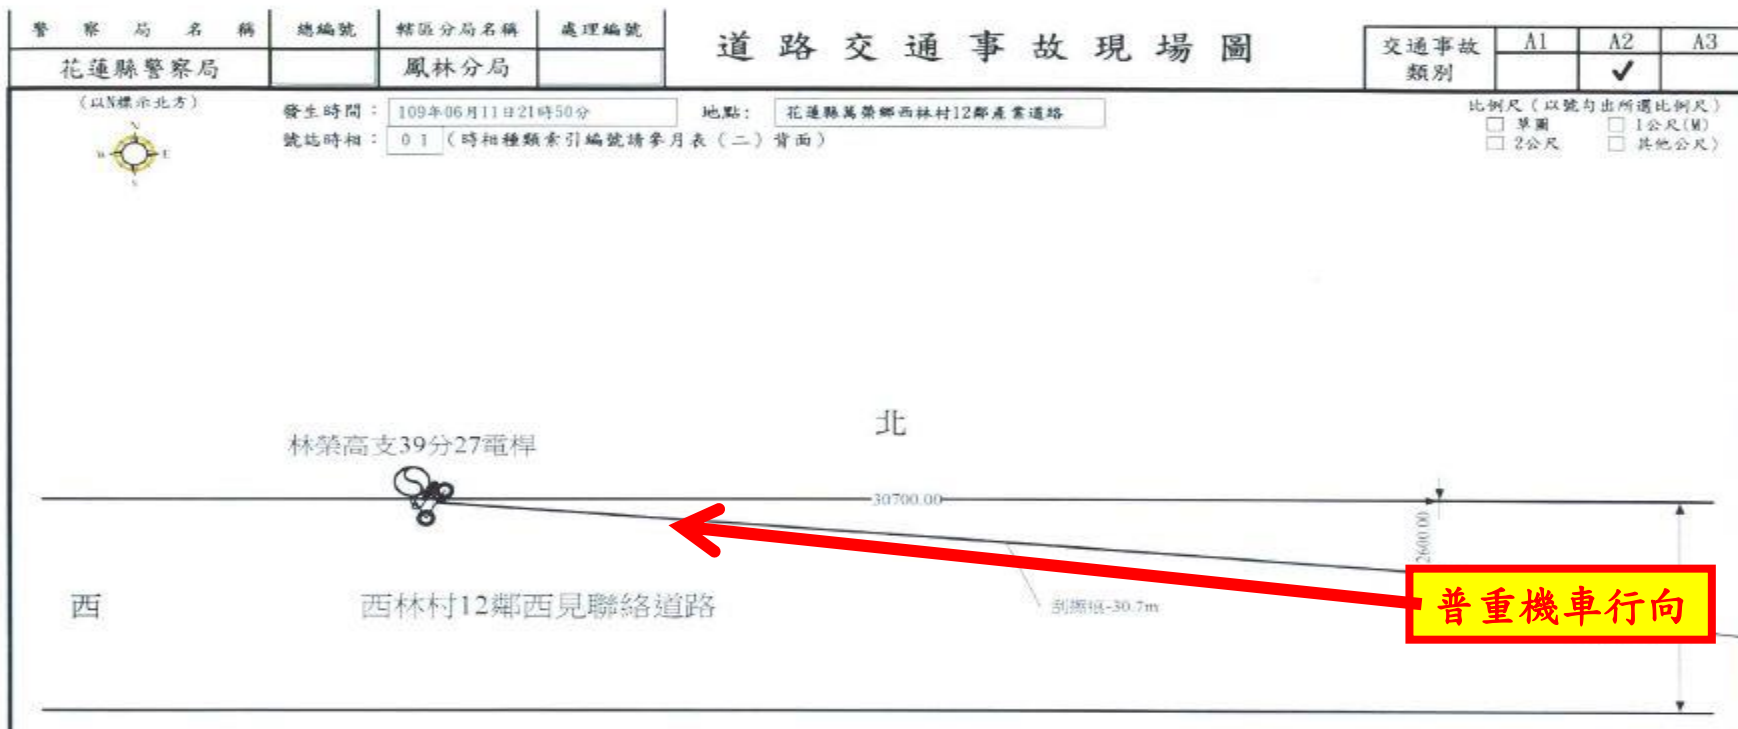 警察局名稱 總編號 轄區分局名稱 處理編號
花蓮縣警察局 鳳林分局
道路交通事故現場圖
交通事故類別 A1 A2 A3
✓
(以N標示北方)
N
W E
S
發生時間: 109年06月11日21時50分 地點: 花蓮縣萬榮鄉西林村12鄰產業道路
號誌時相: 01 (時相種類索引編號請參月表(二)背面)
比例尺(以號勾出所選比例尺)
□ 草圖 □ 1公尺(M)
□ 2公尺 □ 其他公尺)
北
林榮高支39分27電桿
30700.00
2600.00
西
西林村12鄰西見聯絡道路
刮擦痕-30.7m
普重機車行向